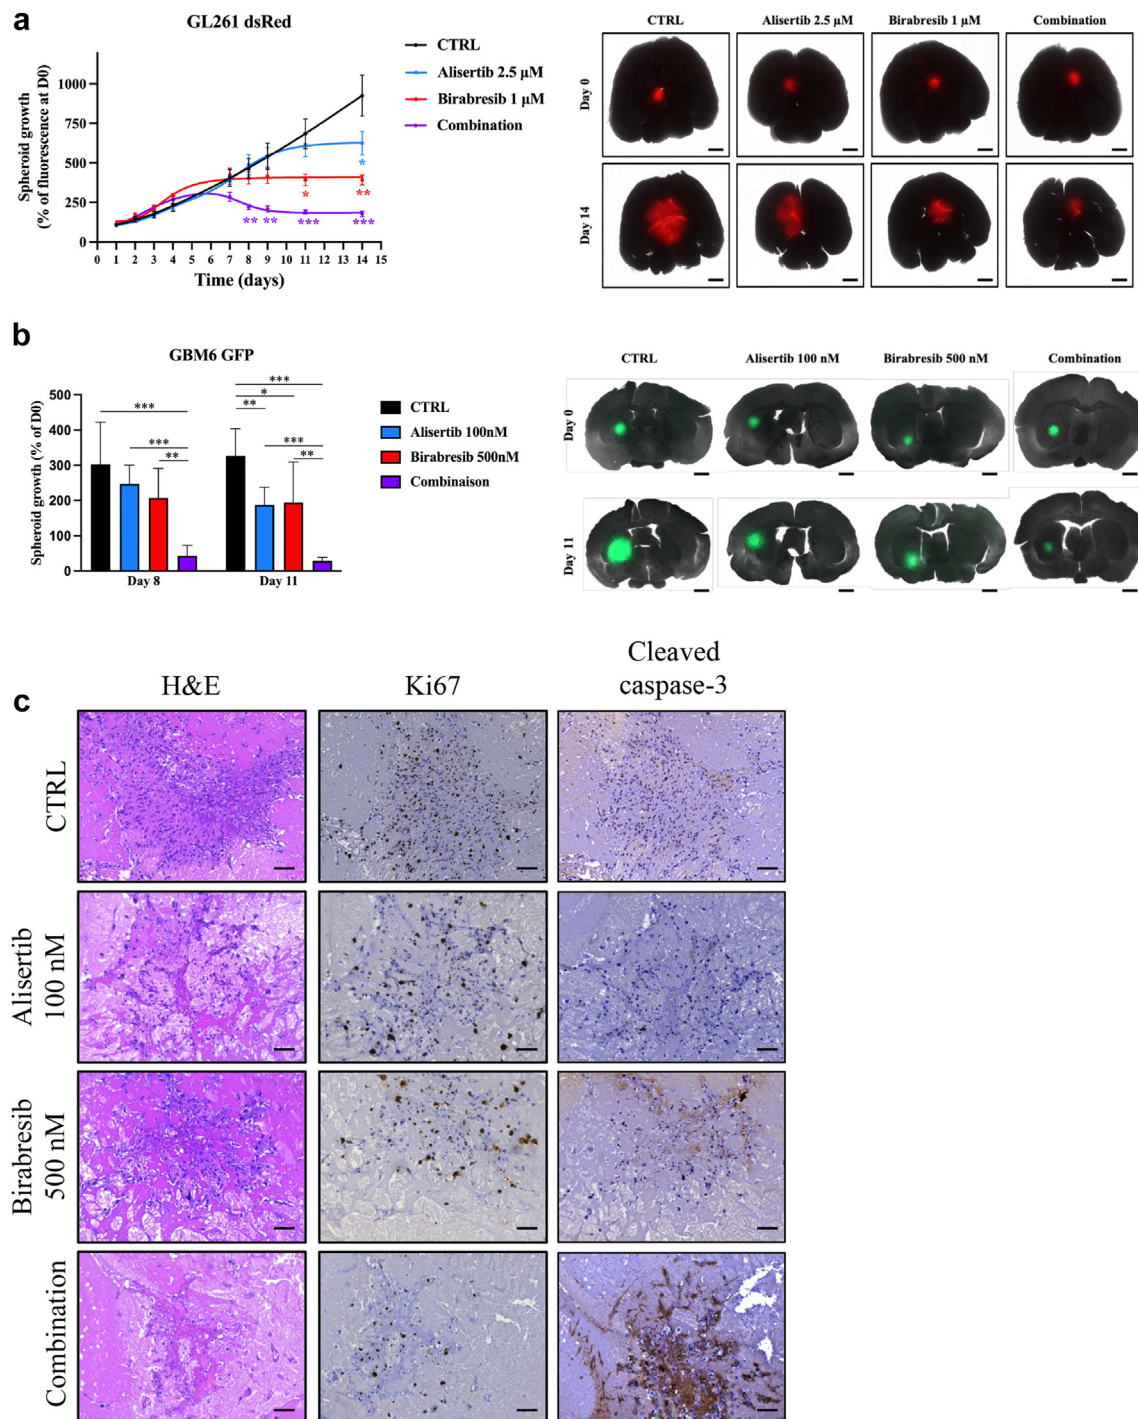 a
GL261 dsRed
CTRL
Alisertib 2.5 µM
Birabresib 1 µM
Combination
Spheroid growth
(% of fluorescence at D0)
1000
750
500
250
0
0 1 2 3 4 5 6 7 8 9 10 11 12 13 14 15
Time (days)
*
* **
** ** *** ***
CTRL Alisertib 2.5 µM Birabresib 1 µM Combination
Day 0
Day 14
b
GBM6 GFP
Spheroid growth (% of D0)
500
400
300
200
100
0
*** ***
*
**
*** ***
** **
Day 8 Day 11
CTRL
Alisertib 100nM
Birabresib 500nM
Combinaison
CTRL Alisertib 100 nM Birabresib 500 nM Combination
Day 0
Day 11
c
H&E Ki67 Cleaved
caspase-3
CTRL
Alisertib
100 nM
Birabresib
500 nM
Combination